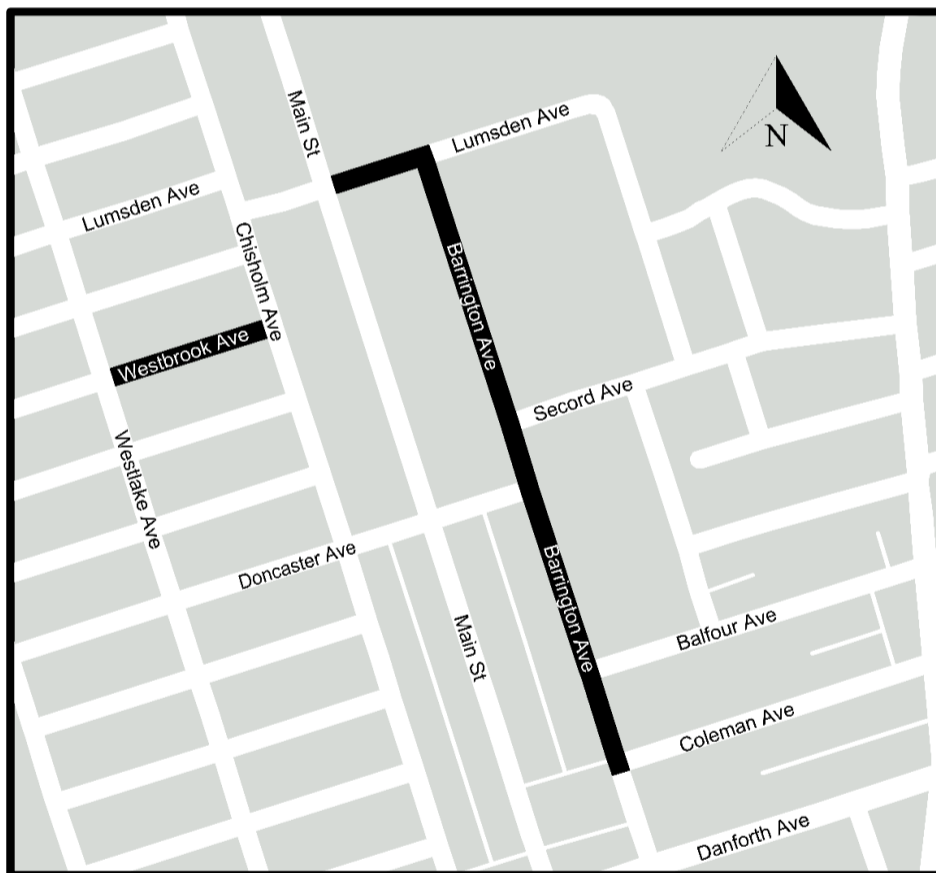 Main St
Lumsden Ave
N
Lumsden Ave
Chisholm Ave
Barrington Ave
Westbrook Ave
Secord Ave
Westlake Ave
Doncaster Ave
Barrington Ave
Main St
Balfour Ave
Coleman Ave
Danforth Ave